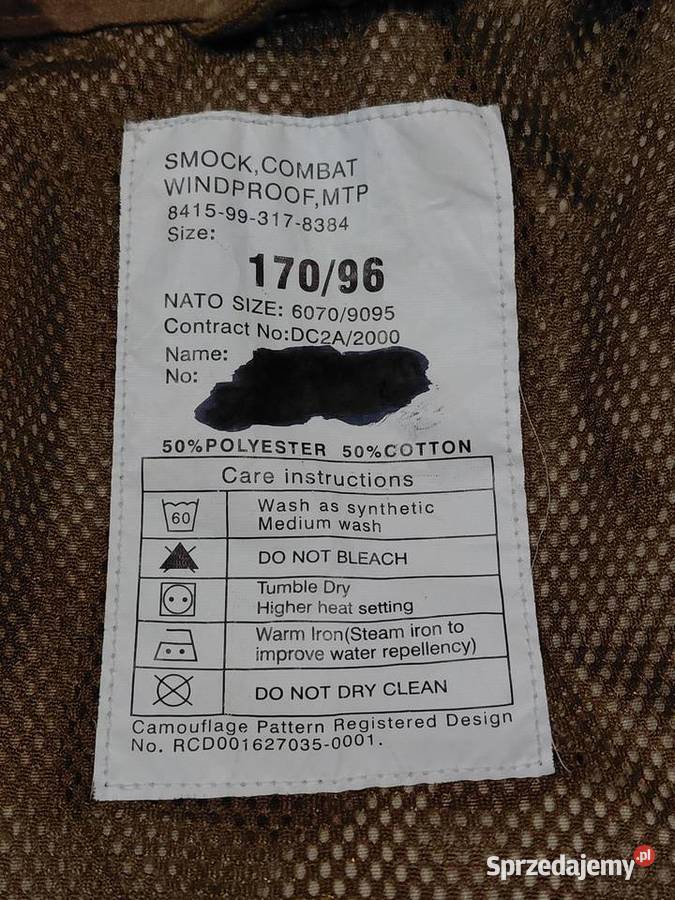 SMOCK,COMBAT
WINDPROOF,MTP
8415-99-317-8384
Size:
170/96
NATO SIZE: 6070/9095
Contract No:DC2A/2000
Name:
No:
50%POLYESTER 50%COTTON
Care instructions
60
Wash as synthetic
Medium wash
DO NOT BLEACH
Tumble Dry
Higher heat setting
Warm Iron(Steam iron to
improve water repellency)
DO NOT DRY CLEAN
Camouflage Pattern Registered Design
No. RCD001627035-0001.
Sprzedajemy.pl